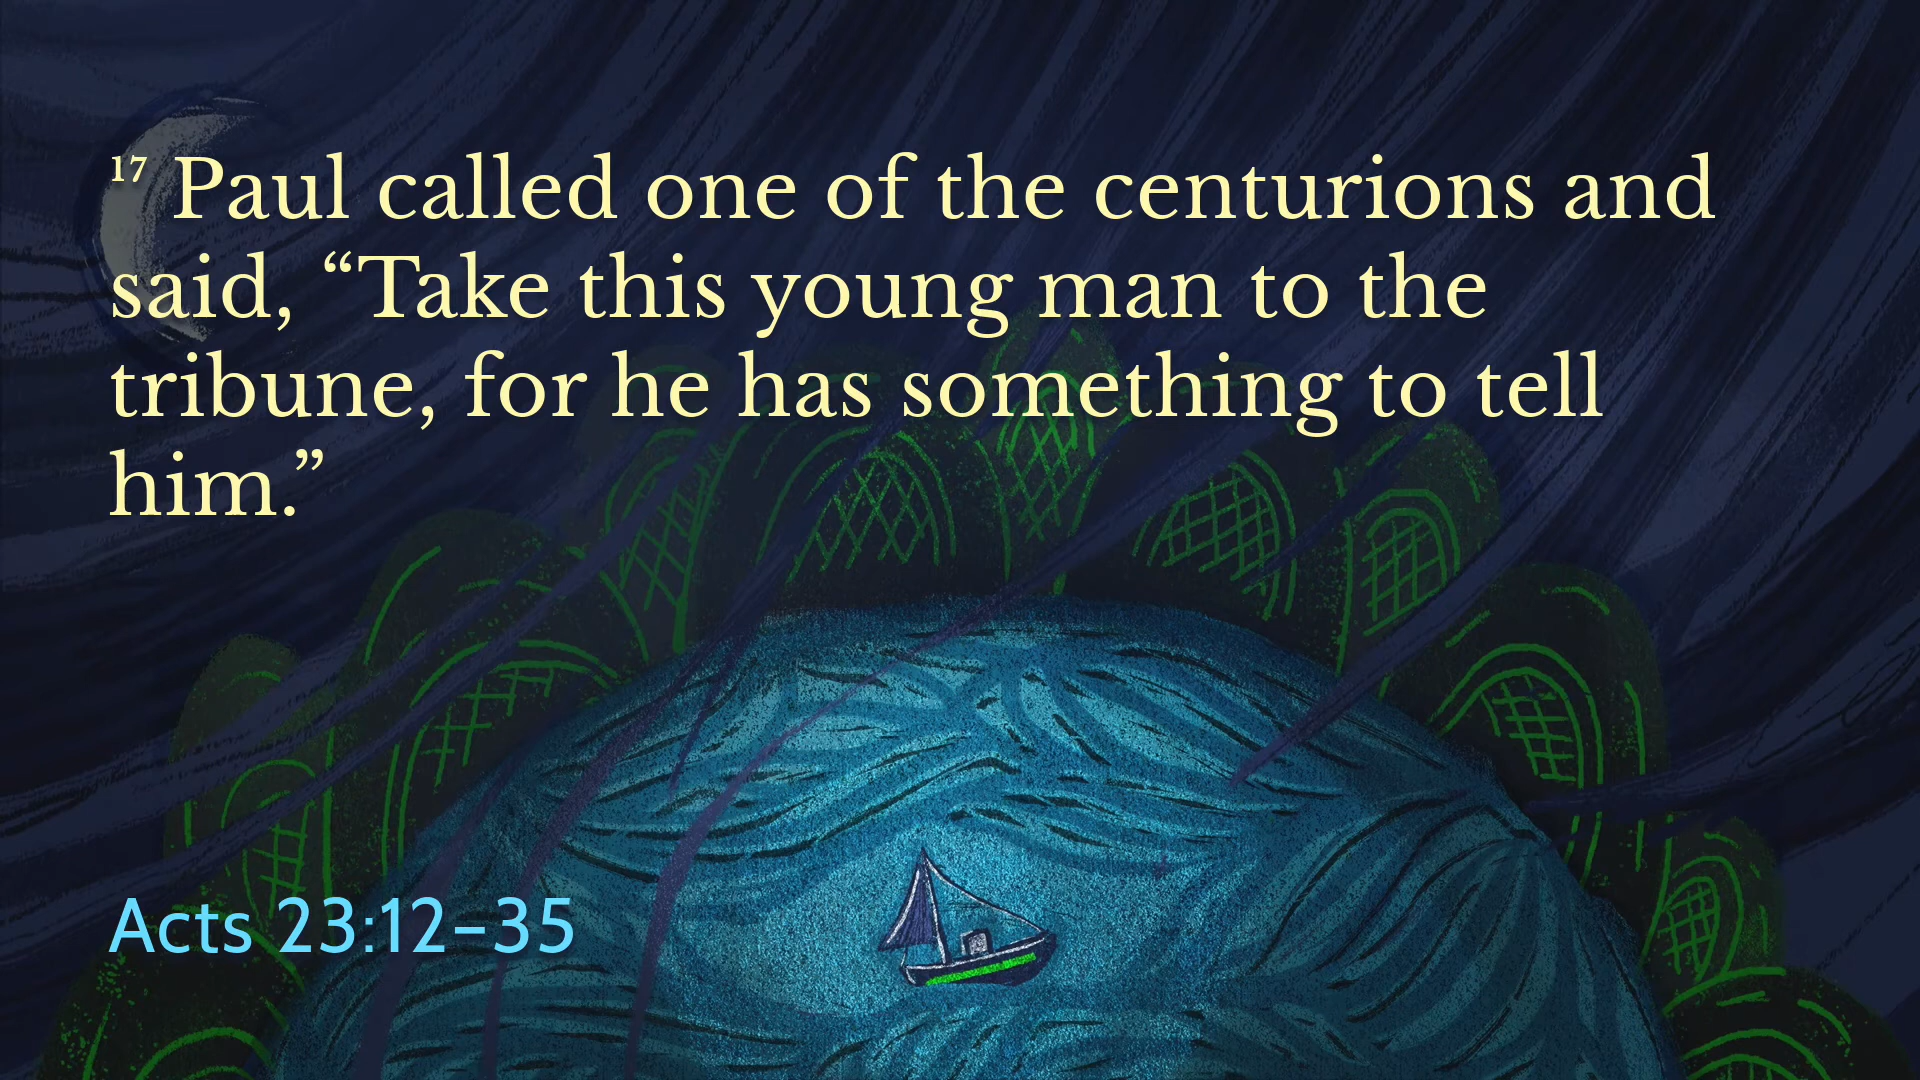 ¹⁷ Paul called one of the centurions and
said, “Take this young man to the
tribune, for he has something to tell
him.”
Acts 23:12–35